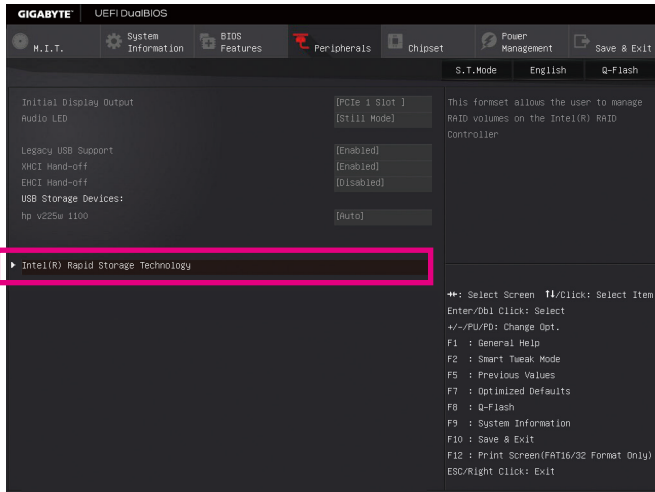 GIGABYTE™ UEFI DualBIOS
M.I.T. System Information BIOS Features Peripherals Chipset Power Management Save & Exit
S.T.Mode English Q-Flash
Initial Display Output [PCIe 1 Slot ]
Audio LED [Still Mode]
Legacy USB Support [Enabled]
XHCI Hand-off [Enabled]
EHCI Hand-off [Disabled]
USB Storage Devices:
hp v225w 1100 [Auto]
Intel(R) Rapid Storage Technology
This formset allows the user to manage
RAID volumes on the Intel(R) RAID
Controller
→←: Select Screen ↑↓/Click: Select Item
Enter/Dbl Click: Select
+/-/PU/PD: Change Opt.
F1 : General Help
F2 : Smart Tweak Mode
F5 : Previous Values
F7 : Optimized Defaults
F8 : Q-Flash
F9 : System Information
F10 : Save & Exit
F12 : Print Screen(FAT16/32 Format Only)
ESC/Right Click: Exit